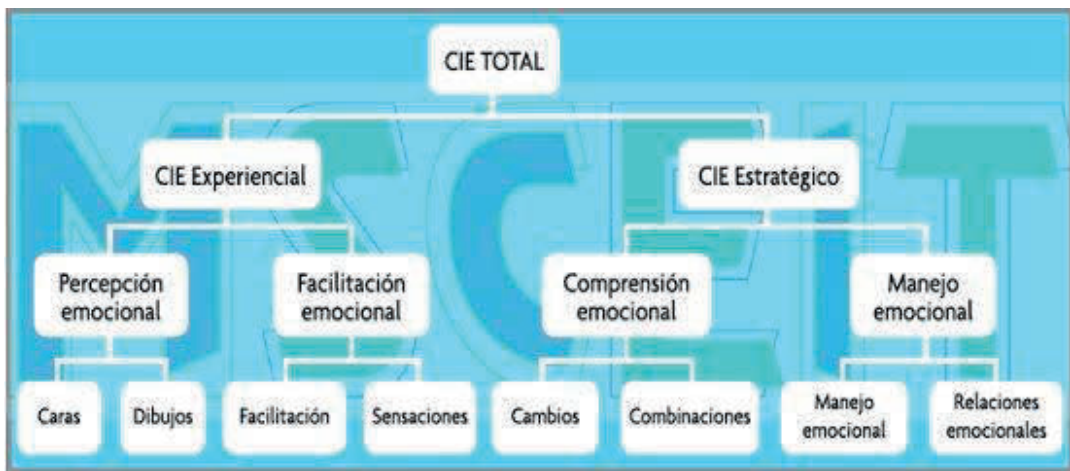 MSCEIT
CIE TOTAL
CIE Experiencial
CIE Estratégico
Percepción
emocional
Facilitación
emocional
Comprensión
emocional
Manejo
emocional
Caras
Dibujos
Facilitación
Sensaciones
Cambios
Combinaciones
Manejo
emocional
Relaciones
emocionales